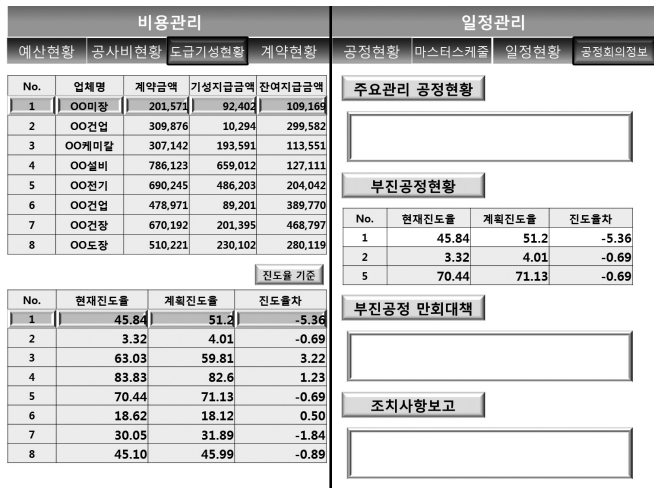 비용관리
예산현황 공사비현황 도급기성현황 계약현황
No. 업체명 계약금액 기성지급금액 잔여지급금액
1 OO미장 201,571 92,402 109,169
2 OO건업 309,876 10,294 299,582
3 OO케미칼 307,142 193,591 113,551
4 OO설비 786,123 659,012 127,111
5 OO전기 690,245 486,203 204,042
6 OO건업 478,971 89,201 389,770
7 OO건장 670,192 201,395 468,797
8 OO도장 510,221 230,102 280,119
진도율 기준
No. 현재진도율 계획진도율 진도율차
1 45.84 51.2 -5.36
2 3.32 4.01 -0.69
3 63.03 59.81 3.22
4 83.83 82.6 1.23
5 70.44 71.13 -0.69
6 18.62 18.12 0.50
7 30.05 31.89 -1.84
8 45.10 45.99 -0.89
일정관리
공정현황 마스터스케줄 일정현황 공정회의정보
주요관리 공정현황
부진공정현황
No. 현재진도율 계획진도율 진도율차
1 45.84 51.2 -5.36
2 3.32 4.01 -0.69
5 70.44 71.13 -0.69
부진공정 만회대책
조치사항보고